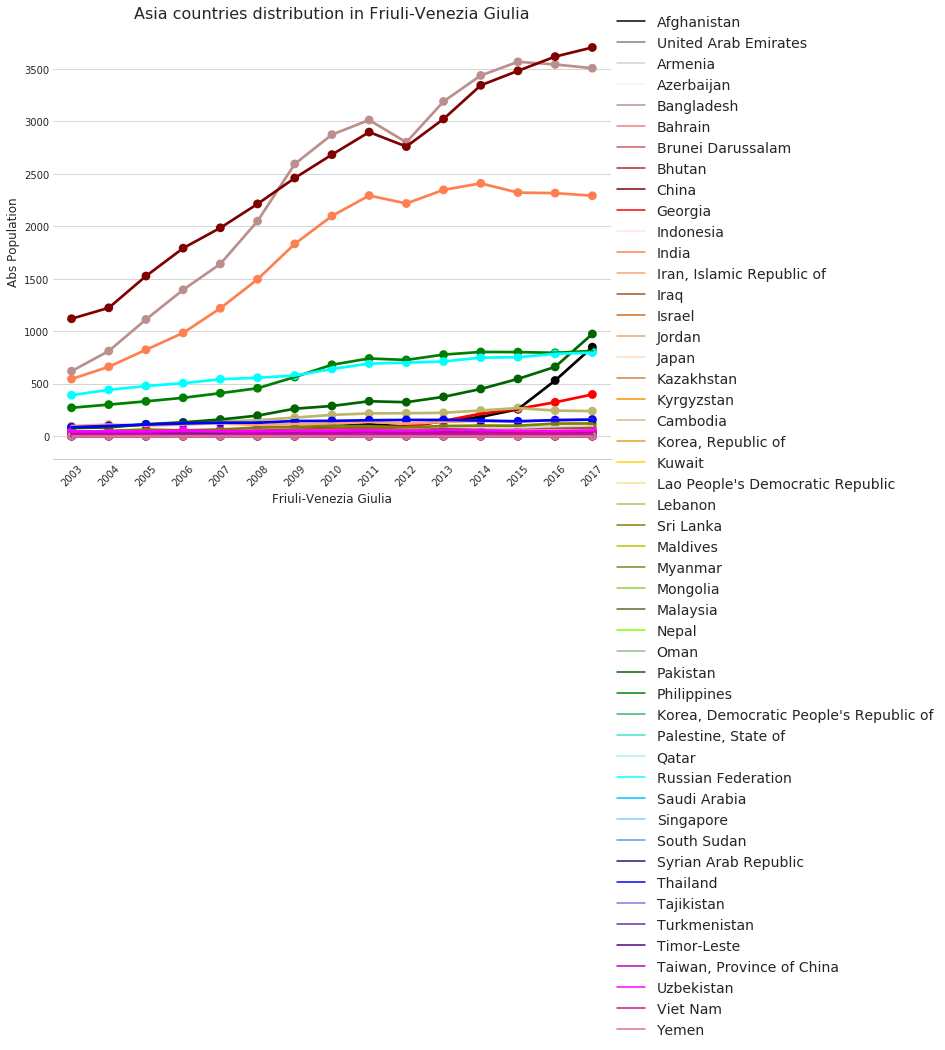 Asia countries distribution in Friuli-Venezia Giulia
Abs Population
3500
3000
2500
2000
1500
1000
500
0
2003 2004 2005 2006 2007 2008 2009 2010 2011 2012 2013 2014 2015 2016 2017
Friuli-Venezia Giulia
Afghanistan
United Arab Emirates
Armenia
Azerbaijan
Bangladesh
Bahrain
Brunei Darussalam
Bhutan
China
Georgia
Indonesia
India
Iran, Islamic Republic of
Iraq
Israel
Jordan
Japan
Kazakhstan
Kyrgyzstan
Cambodia
Korea, Republic of
Kuwait
Lao People's Democratic Republic
Lebanon
Sri Lanka
Maldives
Myanmar
Mongolia
Malaysia
Nepal
Oman
Pakistan
Philippines
Korea, Democratic People's Republic of
Palestine, State of
Qatar
Russian Federation
Saudi Arabia
Singapore
South Sudan
Syrian Arab Republic
Thailand
Tajikistan
Turkmenistan
Timor-Leste
Taiwan, Province of China
Uzbekistan
Viet Nam
Yemen